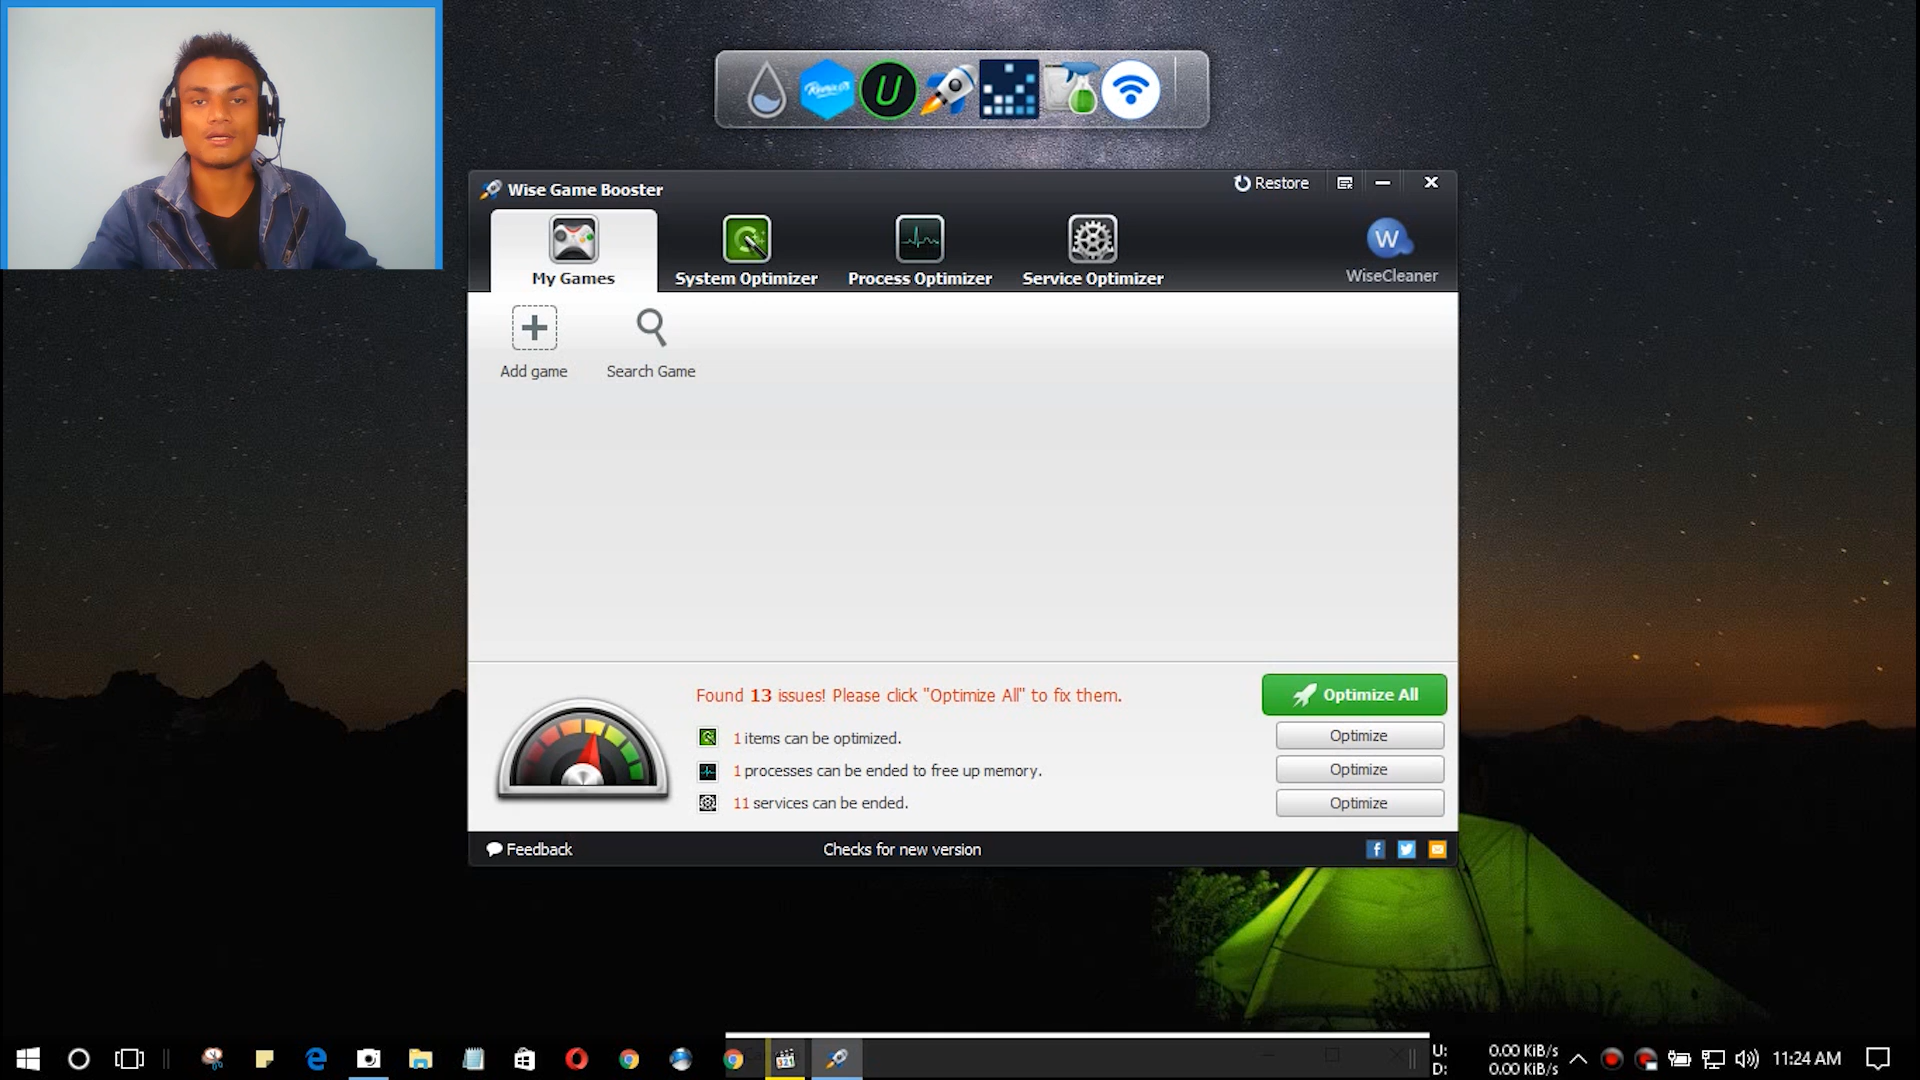 U
Wise Game Booster
Restore
My Games
System Optimizer
Process Optimizer
Service Optimizer
W
WiseCleaner
Add game
Search Game
Found 13 issues! Please click "Optimize All" to fix them.
Optimize All
1 items can be optimized.
Optimize
1 processes can be ended to free up memory.
Optimize
11 services can be ended.
Optimize
Feedback
Checks for new version
U: 0.00 KiB/s
D: 0.00 KiB/s
11:24 AM